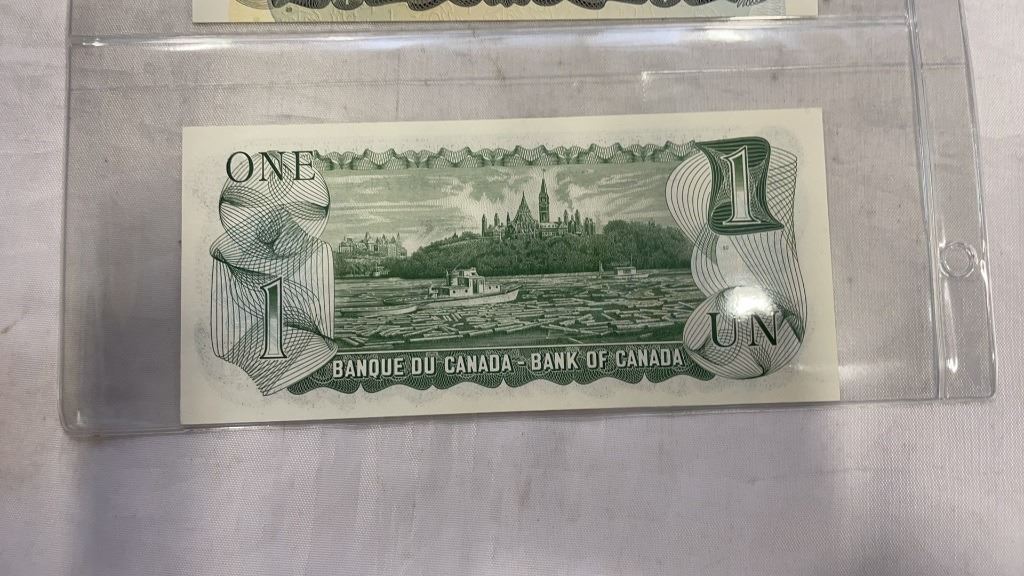 ONE
1
1
UN
BANQUE DU CANADA - BANK OF CANADA